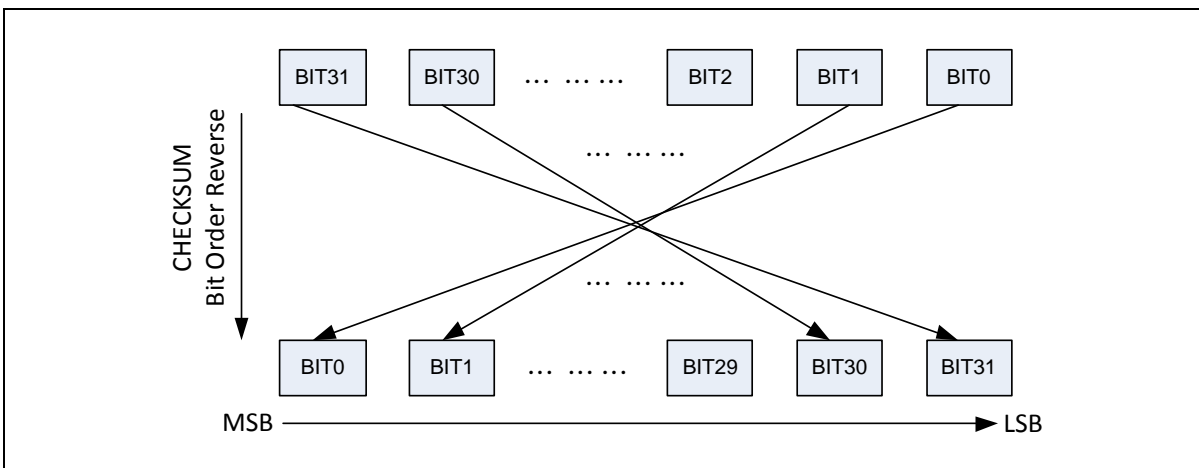 BIT31 BIT30 ... ... ... BIT2 BIT1 BIT0
... ... ...
CHECKSUM
Bit Order Reverse
... ... ...
BIT0 BIT1 ... ... ... BIT29 BIT30 BIT31
MSB LSB